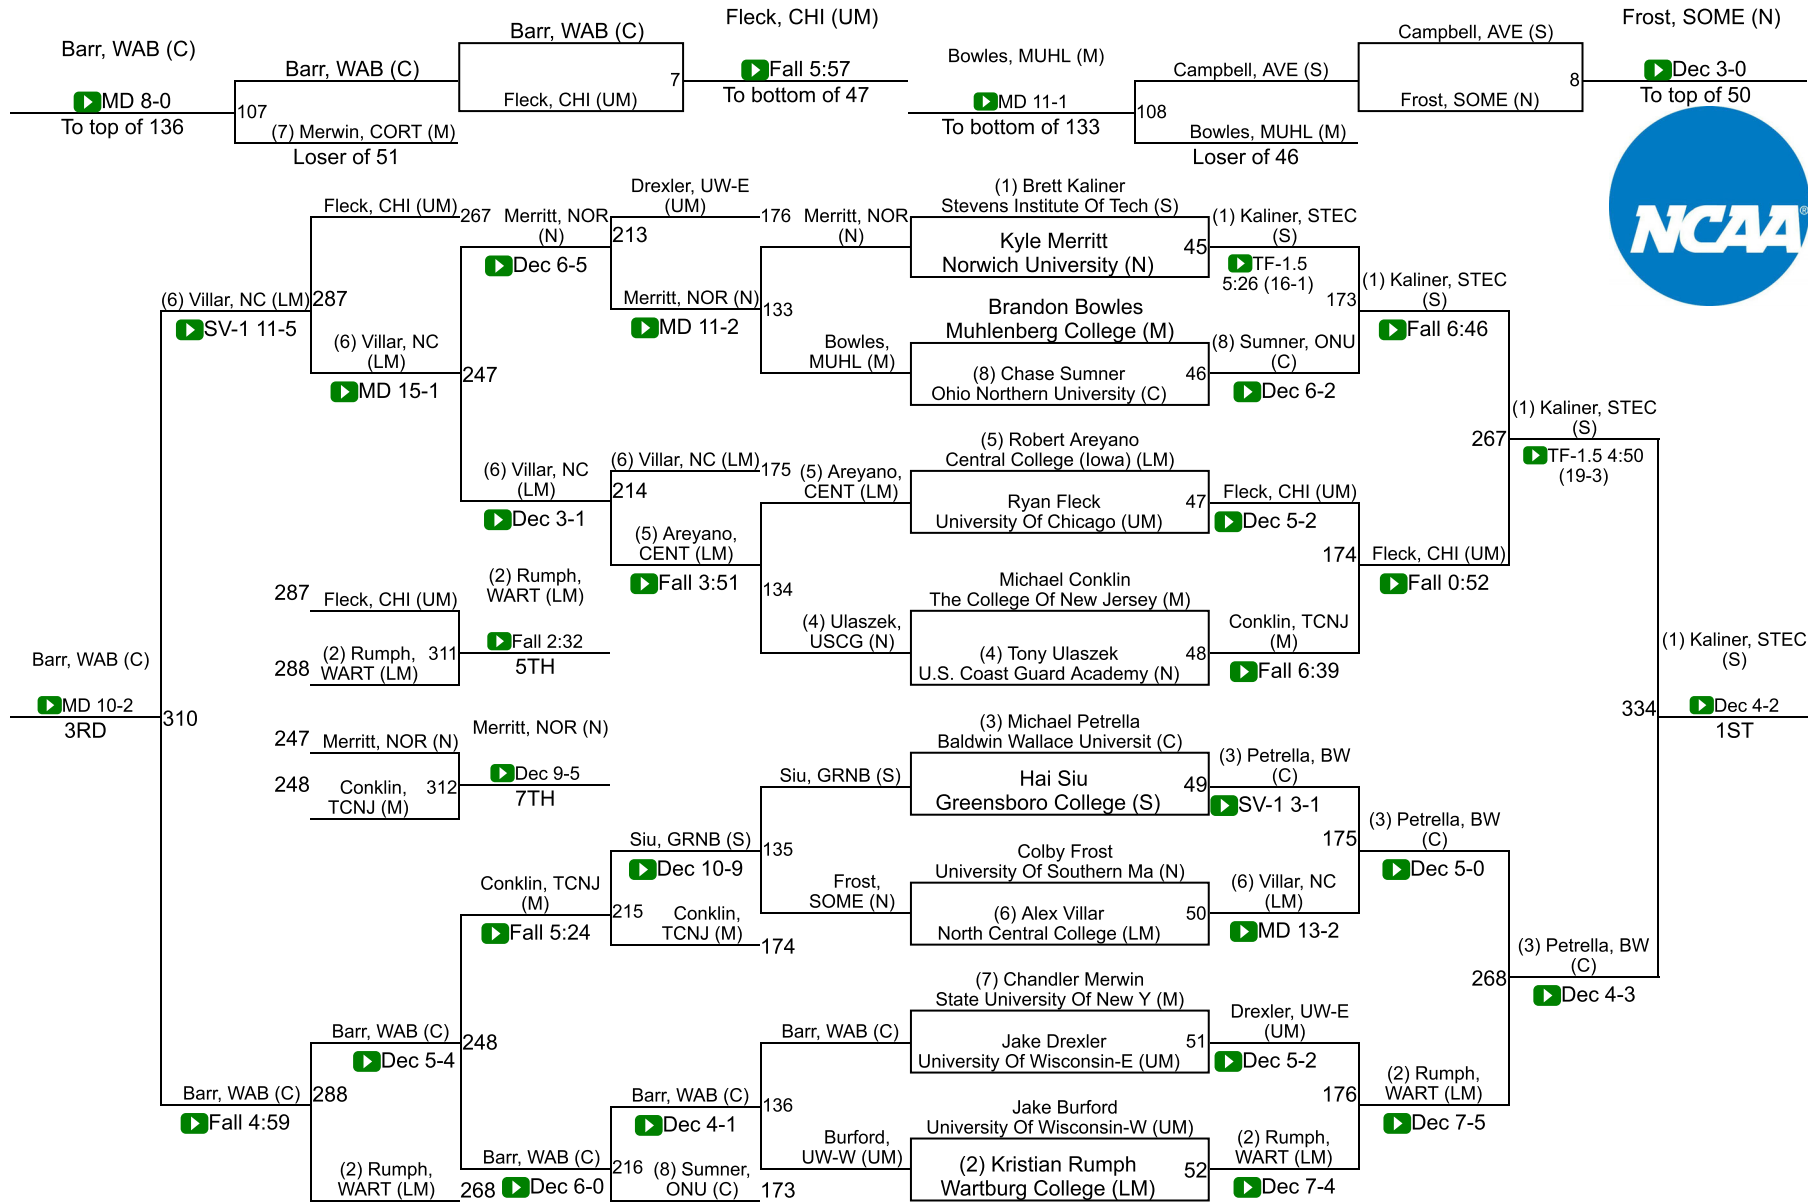 Barr, WAB (C)
MD 8-0
To top of 136
Barr, WAB (C)
107
(7) Merwin, CORT (M)
Loser of 51
Barr, WAB (C)
7
Fleck, CHI (UM)
Fleck, CHI (UM)
Fall 5:57
To bottom of 47
Bowles, MUHL (M)
MD 11-1
To bottom of 133
Campbell, AVE (S)
108
Bowles, MUHL (M)
Loser of 46
Campbell, AVE (S)
8
Frost, SOME (N)
Frost, SOME (N)
Dec 3-0
To top of 50
NCAA®
(1) Brett Kaliner
Stevens Institute Of Tech (S)
Kyle Merritt
Norwich University (N)
45
Brandon Bowles
Muhlenberg College (M)
(8) Chase Sumner
Ohio Northern University (C)
46
(5) Robert Areyano
Central College (Iowa) (LM)
Ryan Fleck
University Of Chicago (UM)
47
Michael Conklin
The College Of New Jersey (M)
(4) Tony Ulaszek
U.S. Coast Guard Academy (N)
48
(3) Michael Petrella
Baldwin Wallace Universit (C)
Hai Siu
Greensboro College (S)
49
Colby Frost
University Of Southern Ma (N)
(6) Alex Villar
North Central College (LM)
50
(7) Chandler Merwin
State University Of New Y (M)
Jake Drexler
University Of Wisconsin-E (UM)
51
Jake Burford
University Of Wisconsin-W (UM)
(2) Kristian Rumph
Wartburg College (LM)
52
(1) Kaliner, STEC
(S)
TF-1.5
5:26 (16-1)
173
(8) Sumner, ONU
(C)
Dec 6-2
Fleck, CHI (UM)
Dec 5-2
174
Conklin, TCNJ
(M)
Fall 6:39
(3) Petrella, BW
(C)
SV-1 3-1
175
(6) Villar, NC
(LM)
MD 13-2
Drexler, UW-E
(UM)
Dec 5-2
176
(2) Rumph,
WART (LM)
Dec 7-4
(1) Kaliner, STEC
(S)
Fall 6:46
267
Fleck, CHI (UM)
Fall 0:52
(3) Petrella, BW
(C)
Dec 5-0
268
(2) Rumph,
WART (LM)
Dec 7-5
(1) Kaliner, STEC
(S)
TF-1.5 4:50
(19-3)
334
(3) Petrella, BW
(C)
Dec 4-3
(1) Kaliner, STEC
(S)
Dec 4-2
1ST
Merritt, NOR
(N)
133
Bowles,
MUHL (M)
(5) Areyano,
CENT (LM)
134
(4) Ulaszek,
USCG (N)
Siu, GRNB (S)
135
Frost,
SOME (N)
Barr, WAB (C)
136
Burford,
UW-W (UM)
Drexler, UW-E
(UM)
176
213
Merritt, NOR (N)
MD 11-2
(6) Villar, NC (LM)
175
214
(5) Areyano,
CENT (LM)
Fall 3:51
Siu, GRNB (S)
Dec 10-9
215
Conklin,
TCNJ (M)
174
Barr, WAB (C)
Dec 4-1
216
(8) Sumner,
ONU (C)
173
Merritt, NOR
(N)
Dec 6-5
247
(6) Villar, NC
(LM)
Dec 3-1
Conklin, TCNJ
(M)
Fall 5:24
248
Barr, WAB (C)
Dec 6-0
Fleck, CHI (UM)
267
287
(6) Villar, NC
(LM)
MD 15-1
Barr, WAB (C)
Dec 5-4
288
(2) Rumph,
WART (LM)
268
(6) Villar, NC (LM)
SV-1 11-5
310
Barr, WAB (C)
Fall 4:59
Barr, WAB (C)
MD 10-2
3RD
287
Fleck, CHI (UM)
288
(2) Rumph,
WART (LM)
311
(2) Rumph,
WART (LM)
Fall 2:32
5TH
247
Merritt, NOR (N)
248
Conklin,
TCNJ (M)
312
Merritt, NOR (N)
Dec 9-5
7TH